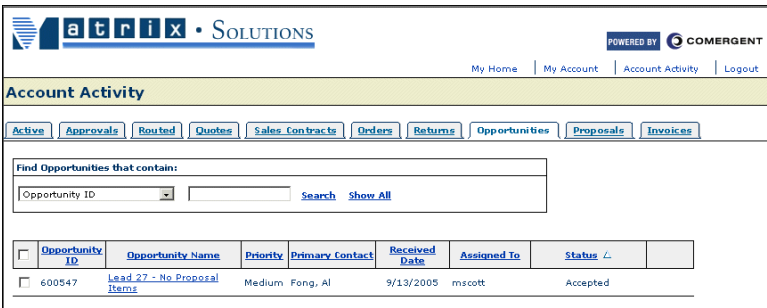 Matrix • SOLUTIONS
POWERED BY COMERGENT
My Home My Account Account Activity Logout
Account Activity
Active Approvals Routed Quotes Sales Contracts Orders Returns Opportunities Proposals Invoices
Find Opportunities that contain:
Opportunity ID Search Show All
Opportunity ID Opportunity Name Priority Primary Contact Received Date Assigned To Status
600547 Lead 27 - No Proposal Items Medium Fong, Al 9/13/2005 mscott Accepted